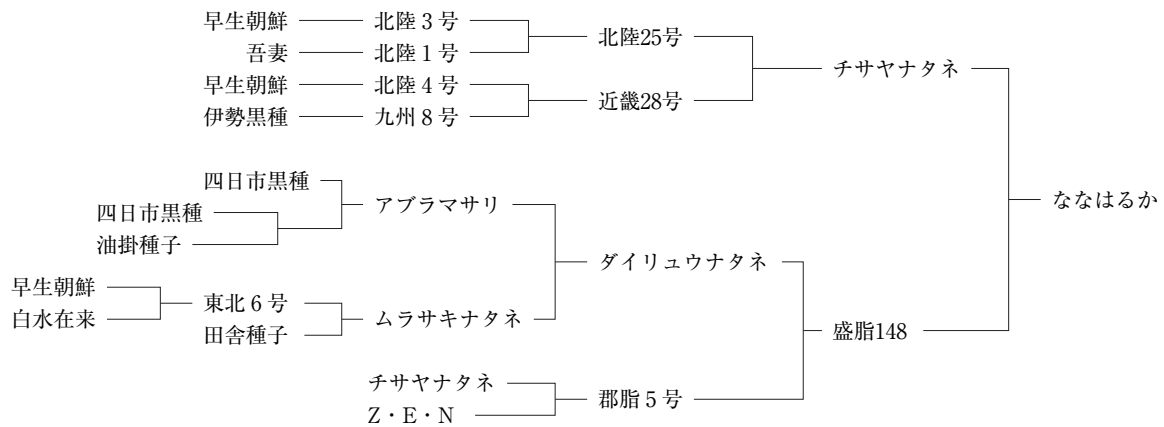 早生朝鮮 北陸3号
吾妻 北陸1号
北陸25号
早生朝鮮 北陸4号
伊勢黒種 九州8号
近畿28号
チサヤナタネ
四日市黒種
四日市黒種
油掛種子
アブラマサリ
早生朝鮮
白水在来
東北6号
田舎種子
ムラサキナタネ
ダイリュウナタネ
チサヤナタネ
Z・E・N
郡脂5号
盛脂148
ななはるか